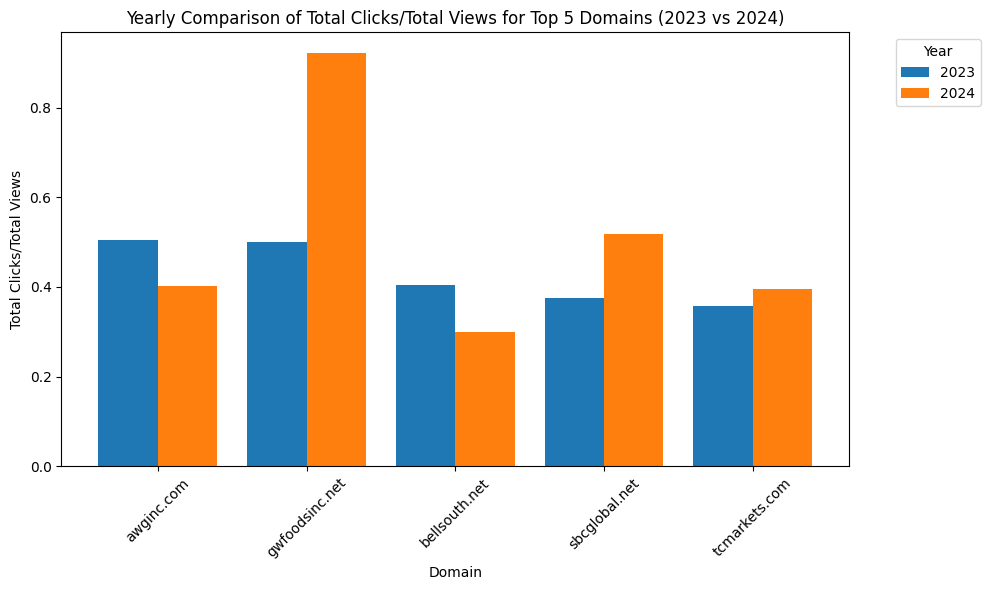 Yearly Comparison of Total Clicks/Total Views for Top 5 Domains (2023 vs 2024)
Year
2023
2024
Total Clicks/Total Views
0.8
0.6
0.4
0.2
0.0
awginc.com
gwfoodsinc.net
bellsouth.net
sbcglobal.net
tcmarkets.com
Domain